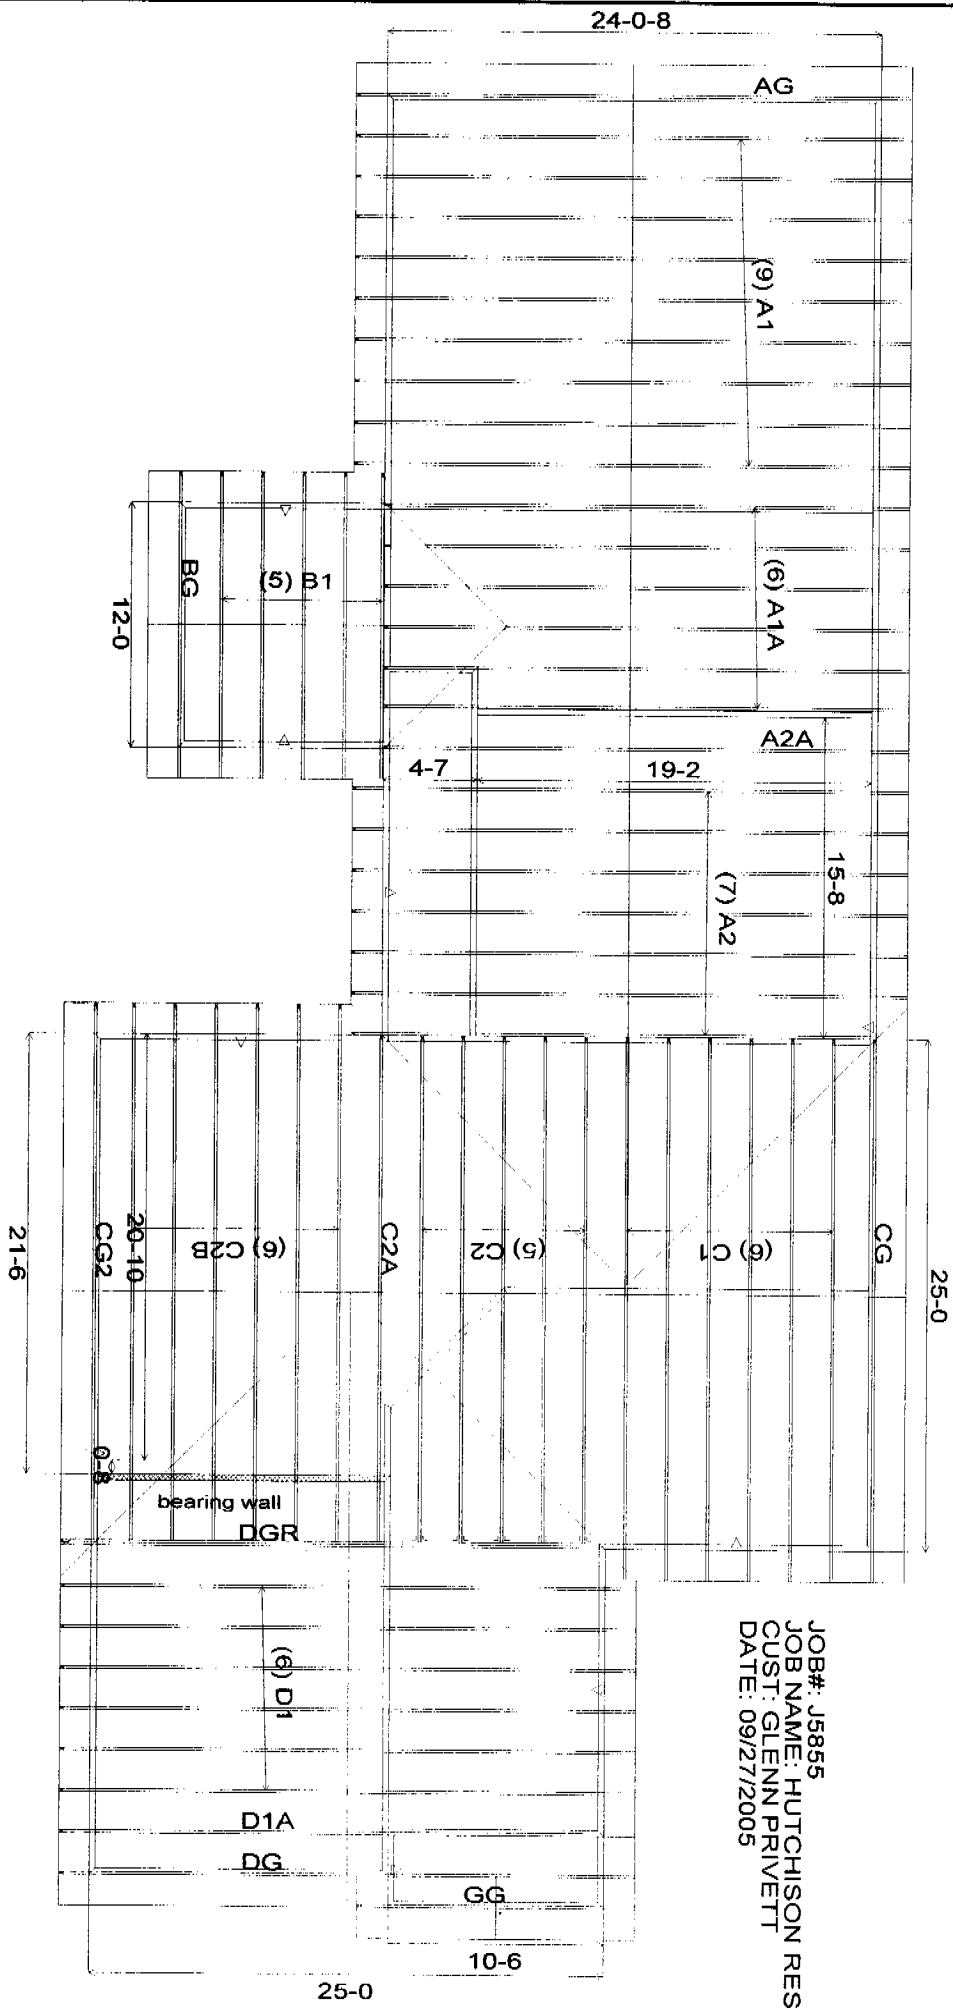 24-0-8
AG
(9) A1
(6) A1A
BG
(5) B1
12-0
A2A
4-7
19-2
15-8
(7) A2
21-6
CG2
20-10
(6) C2B
C2A
(5) C2
(6) C1
CG
25-0
0-8
bearing wall
DGR
(6) D1
D1A
DG
GG
10-6
25-0
JOB#: J5855
JOB NAME: HUTCHISON RES
CUST: GLENN PRIVETT
DATE: 09/27/2005